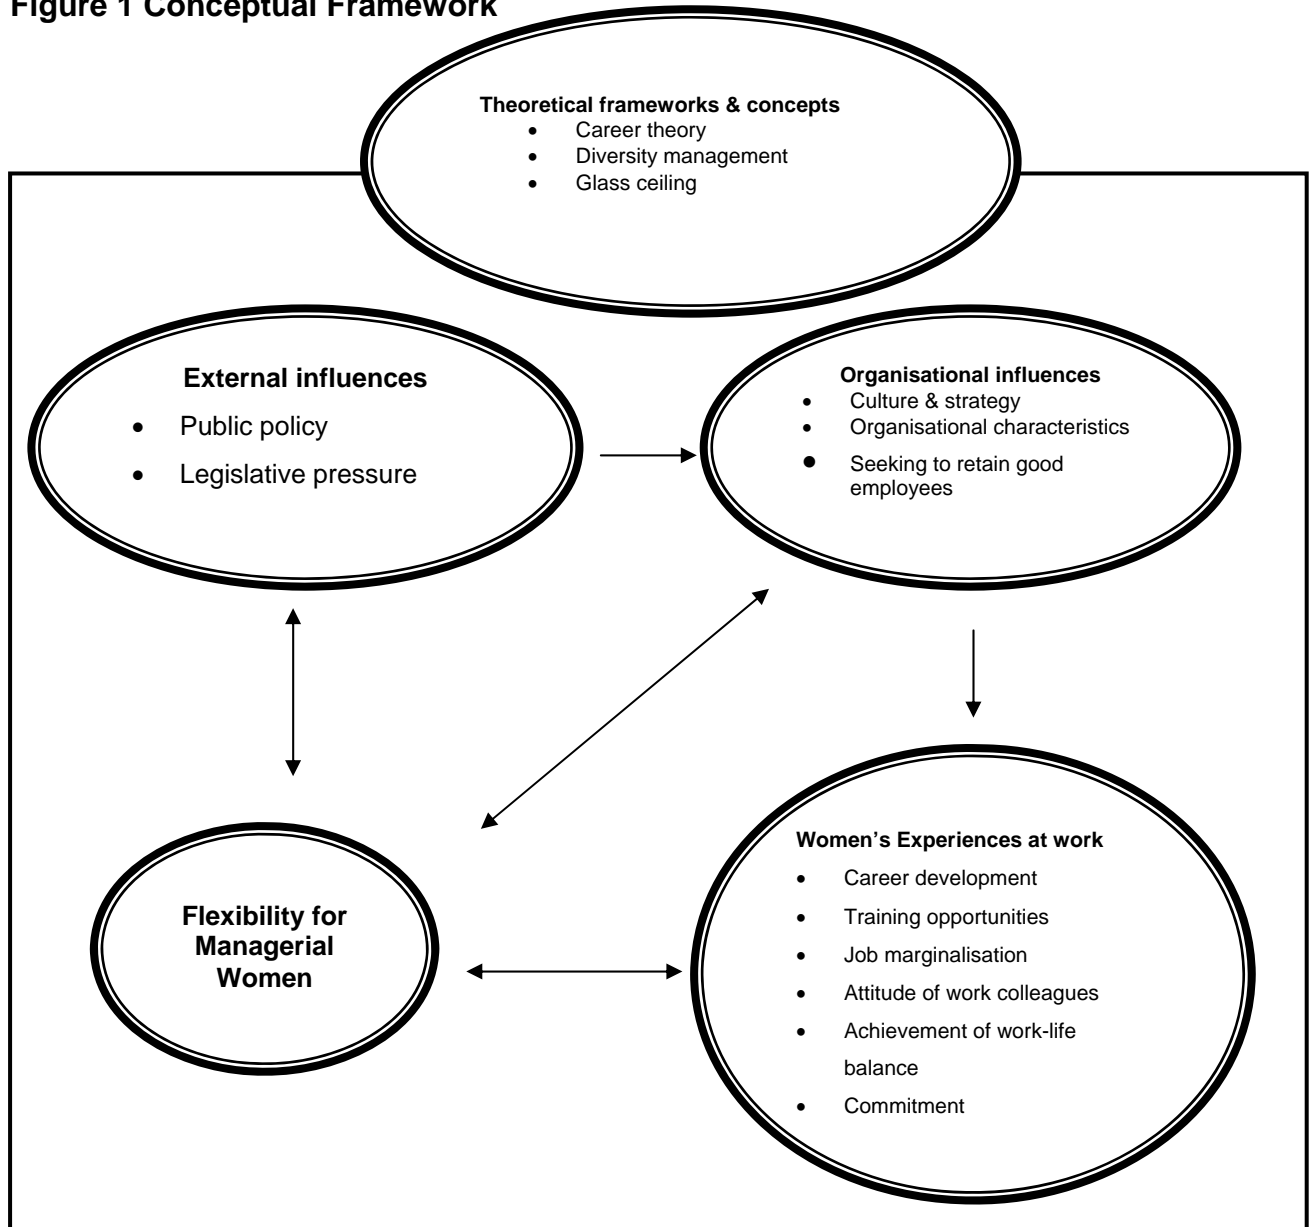 Figure 1 Conceptual Framework
Theoretical frameworks & concepts
• Career theory
• Diversity management
• Glass ceiling
External influences
• Public policy
• Legislative pressure
Organisational influences
• Culture & strategy
• Organisational characteristics
• Seeking to retain good
employees
Flexibility for
Managerial
Women
Women’s Experiences at work
• Career development
• Training opportunities
• Job marginalisation
• Attitude of work colleagues
• Achievement of work-life
balance
• Commitment